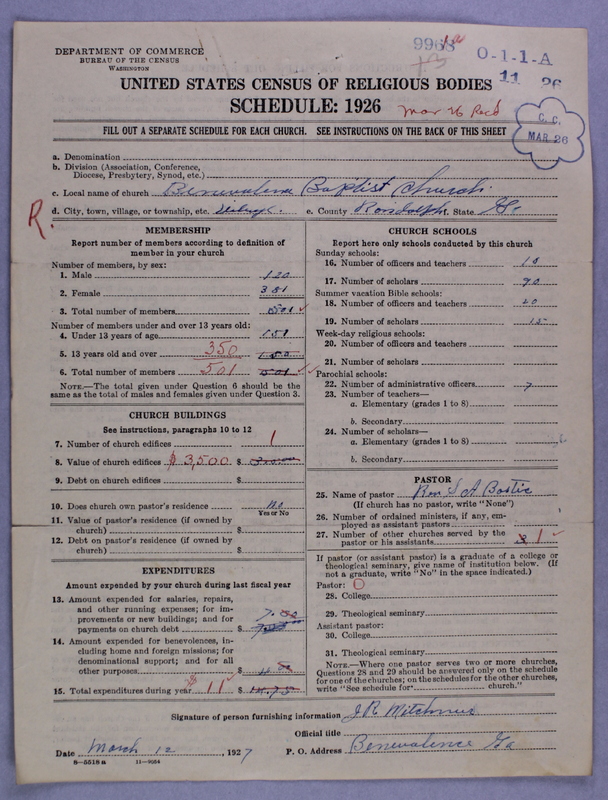 DEPARTMENT OF COMMERCE
BUREAU OF THE CENSUS
WASHINGTON
9963
13
O-1-1-A
11 26
UNITED STATES CENSUS OF RELIGIOUS BODIES
SCHEDULE: 1926
Mar 26 Recd
C. C.
MAR 26
FILL OUT A SEPARATE SCHEDULE FOR EACH CHURCH. SEE INSTRUCTIONS ON THE BACK OF THIS SHEET
a. Denomination
b. Division (Association, Conference, Diocese, Presbytery, Synod, etc.)
c. Local name of church Benevalence Baptist Church
R.
d. City, town, village, or township, etc. e. County Randolph State Ga
MEMBERSHIP
Report number of members according to definition of member in your church
Number of members, by sex:
1. Male 120
2. Female 381
3. Total number of members 501
Number of members under and over 13 years old:
4. Under 13 years of age 151
5. 13 years old and over 350
6. Total number of members 501 501
NOTE.—The total given under Question 6 should be the same as the total of males and females given under Question 3.
CHURCH BUILDINGS
See instructions, paragraphs 10 to 12
7. Number of church edifices 1
8. Value of church edifices $3,500 $
9. Debt on church edifices $
10. Does church own pastor's residence No
Yes or No
11. Value of pastor's residence (if owned by church) $
12. Debt on pastor's residence (if owned by church) $
EXPENDITURES
Amount expended by your church during last fiscal year
13. Amount expended for salaries, repairs, and other running expenses; for improvements or new buildings; and for payments on church debt $
14. Amount expended for benevolences, including home and foreign missions; for denominational support; and for all other purposes $
15. Total expenditures during year $ 11 $
CHURCH SCHOOLS
Report here only schools conducted by this church
Sunday schools:
16. Number of officers and teachers 18
17. Number of scholars 90
Summer vacation Bible schools:
18. Number of officers and teachers 20
19. Number of scholars 15
Week-day religious schools:
20. Number of officers and teachers
21. Number of scholars
Parochial schools:
22. Number of administrative officers 7
23. Number of teachers—
a. Elementary (grades 1 to 8)
b. Secondary
24. Number of scholars—
a. Elementary (grades 1 to 8)
b. Secondary
PASTOR
25. Name of pastor Rev. S A Bostic
(If church has no pastor, write "None")
26. Number of ordained ministers, if any, employed as assistant pastors
27. Number of other churches served by the pastor or his assistants 3 1
If pastor (or assistant pastor) is a graduate of a college or theological seminary, give name of institution below. (If not a graduate, write "No" in the space indicated.)
Pastor: O
28. College
29. Theological seminary
Assistant pastor:
30. College
31. Theological seminary
NOTE.—Where one pastor serves two or more churches, Questions 28 and 29 should be answered only on the schedule for one of the churches; on the schedules for the other churches, write "See schedule for church."
Signature of person furnishing information J R Mitchner
Official title
Date March 12, 1927 P. O. Address Benevalence Ga
8—5518 a 11—9054